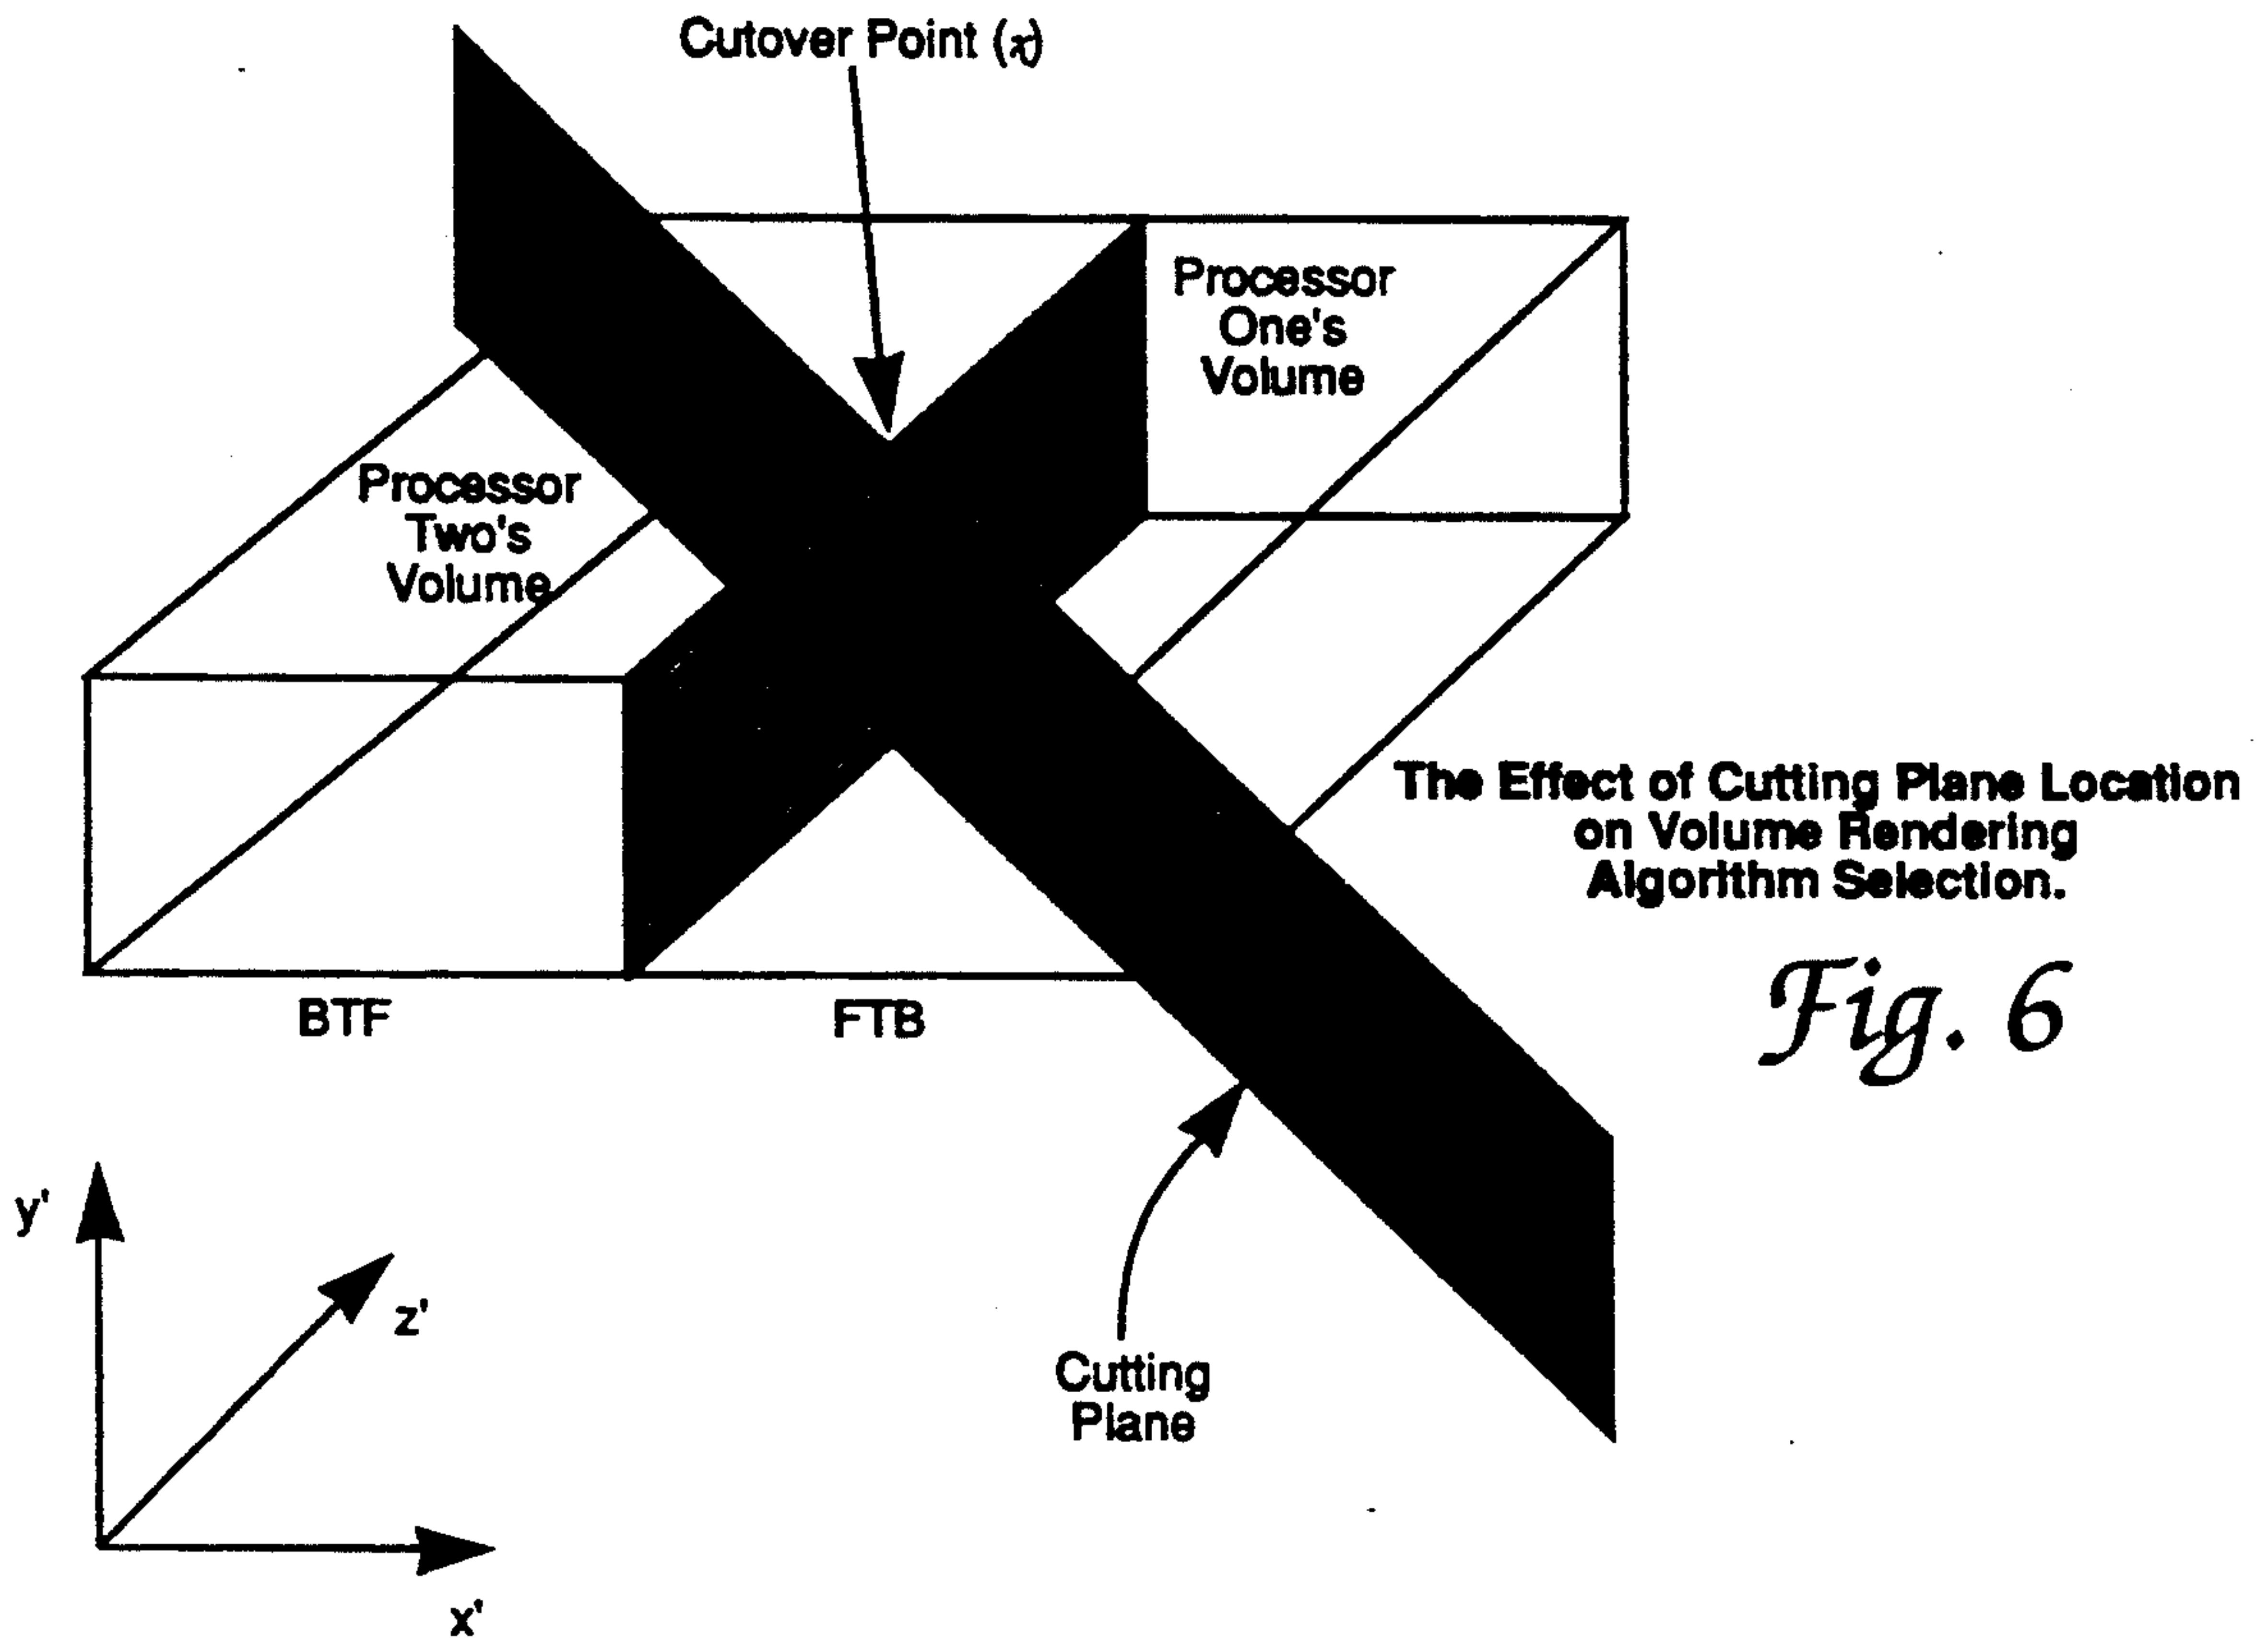 Cutover Point (x)
Processor
One's
Volume
Processor
Two's
Volume
The Effect of Cutting Plane Location
on Volume Rendering
Algorithm Selection.
Fig. 6
BTF
FTB
y'
z'
x'
Cutting
Plane